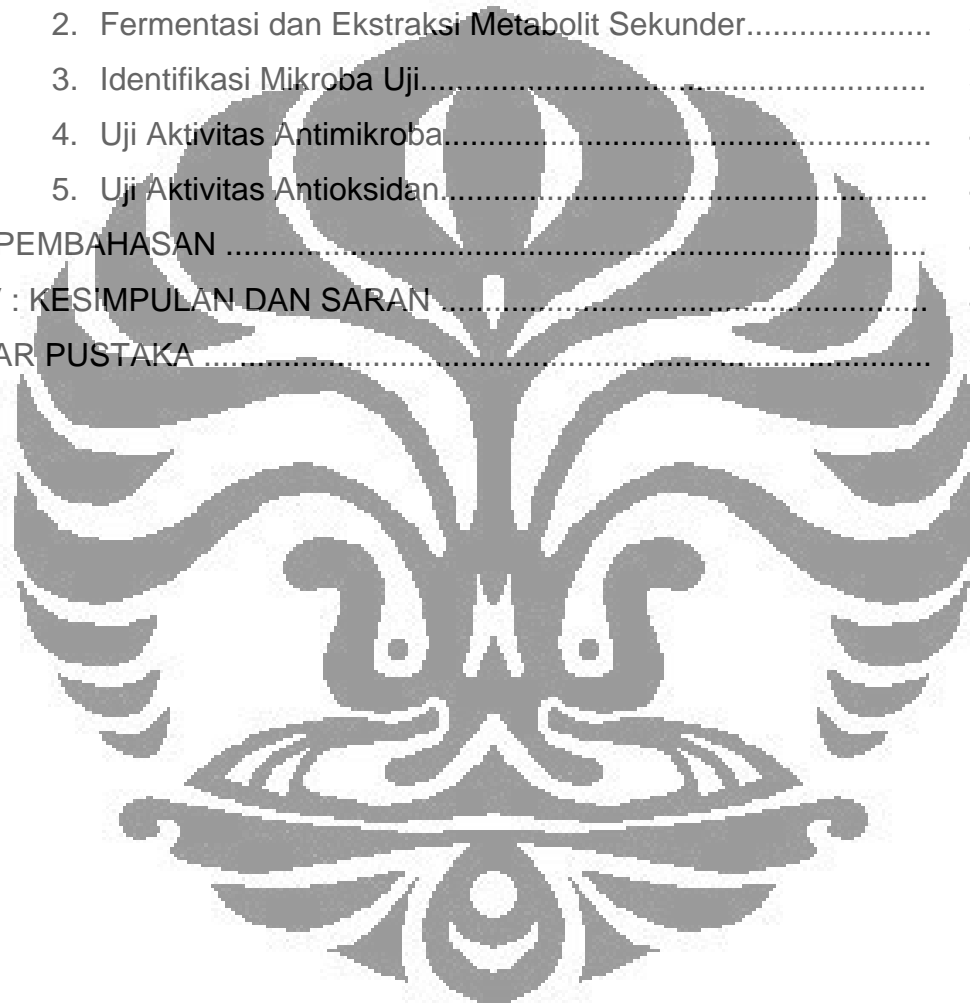 2. Fermentasi dan Ekstraksi Metabolit Sekunder......................
3. Identifikasi Mikroba Uji.............................................................
4. Uji Aktivitas Antimikroba...........................................................
5. Uji Aktivitas Antioksidan...........................................................
PEMBAHASAN .....................................................................................
: KESIMPULAN DAN SARAN ...........................................................
AR PUSTAKA .......................................................................................